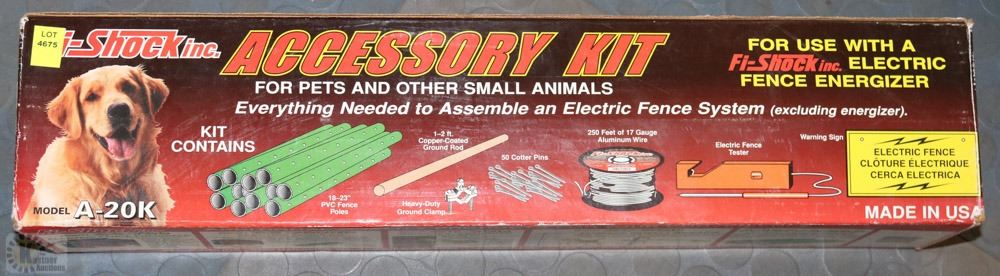 LOT
4675
Fi-Shock inc.
ACCESSORY KIT
FOR PETS AND OTHER SMALL ANIMALS
Everything Needed to Assemble an Electric Fence System (excluding energizer).
FOR USE WITH A
Fi-Shock inc. ELECTRIC
FENCE ENERGIZER
KIT
CONTAINS
18-23"
PVC Fence
Poles
1-2 ft.
Copper-Coated
Ground Rod
Heavy-Duty
Ground Clamp
50 Cotter Pins
250 Feet of 17 Gauge
Aluminum Wire
Electric Fence
Tester
Warning Sign
ELECTRIC FENCE
CLÔTURE ÉLECTRIQUE
CERCA ELECTRICA
MODEL A-20K
MADE IN USA
Kastner
Auctions